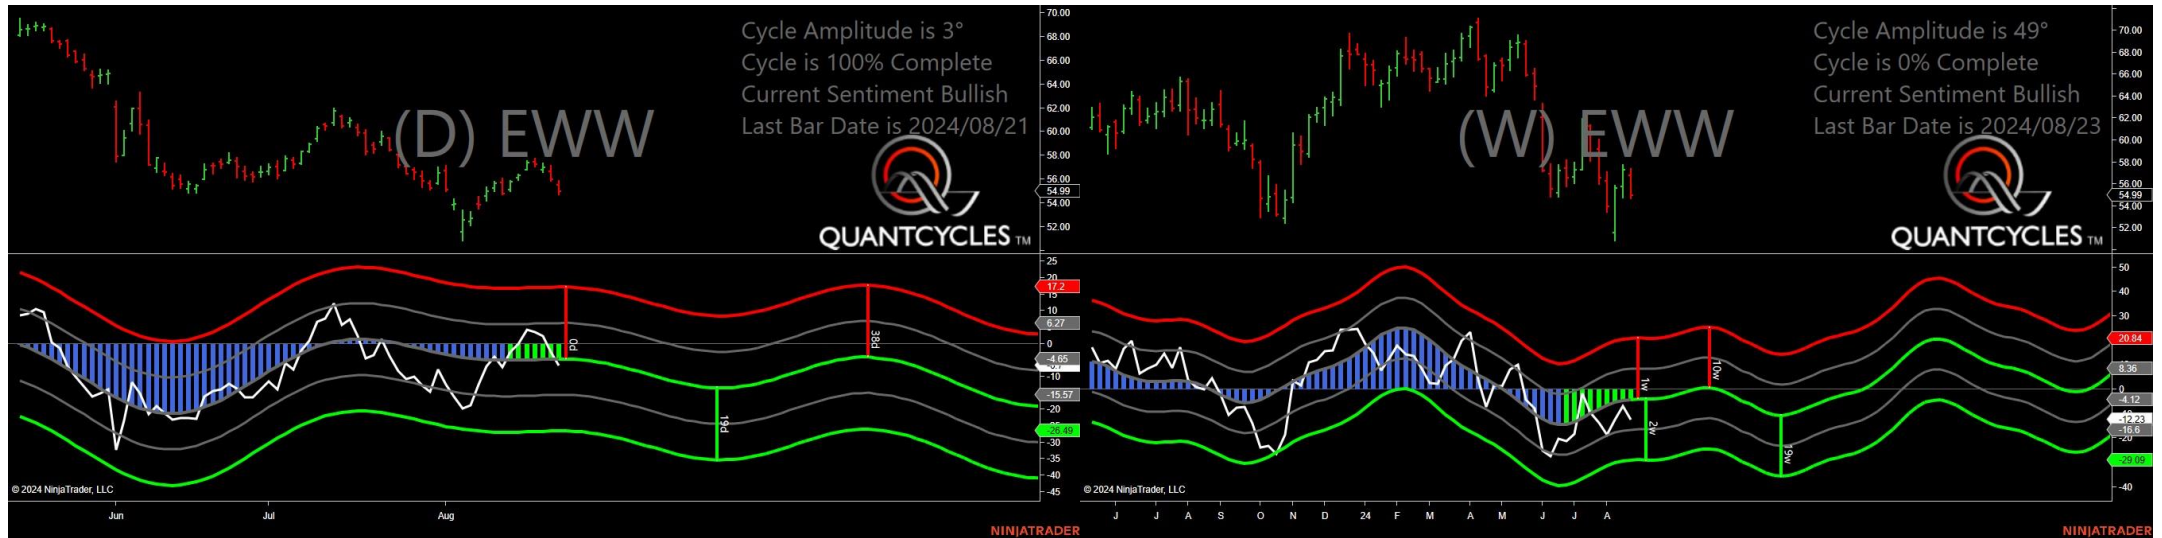 Cycle Amplitude is 3°
Cycle is 100% Complete
Current Sentiment Bullish
Last Bar Date is 2024/08/21
(D) EWW
QUANTCYCLES TM
70.00
68.00
66.00
64.00
62.00
60.00
58.00
56.00
54.99
54.00
52.00
25
20
17.2
15
6.27
0
-4.65
-10
-15.57
-20
-26.49
-30
-35
-40
-45
0d
38d
19d
© 2024 NinjaTrader, LLC
Jun
Jul
Aug
NINJATRADER
Cycle Amplitude is 49°
Cycle is 0% Complete
Current Sentiment Bullish
Last Bar Date is 2024/08/23
(W) EWW
QUANTCYCLES TM
70.00
68.00
66.00
64.00
62.00
60.00
58.00
56.00
54.99
54.00
52.00
50
40
30
20.84
8.36
0
-4.12
-12.23
-16.6
-20
-29.09
-40
1w
10w
2w
19w
© 2024 NinjaTrader, LLC
J
J
A
S
O
N
D
24
F
M
A
M
J
J
A
NINJATRADER